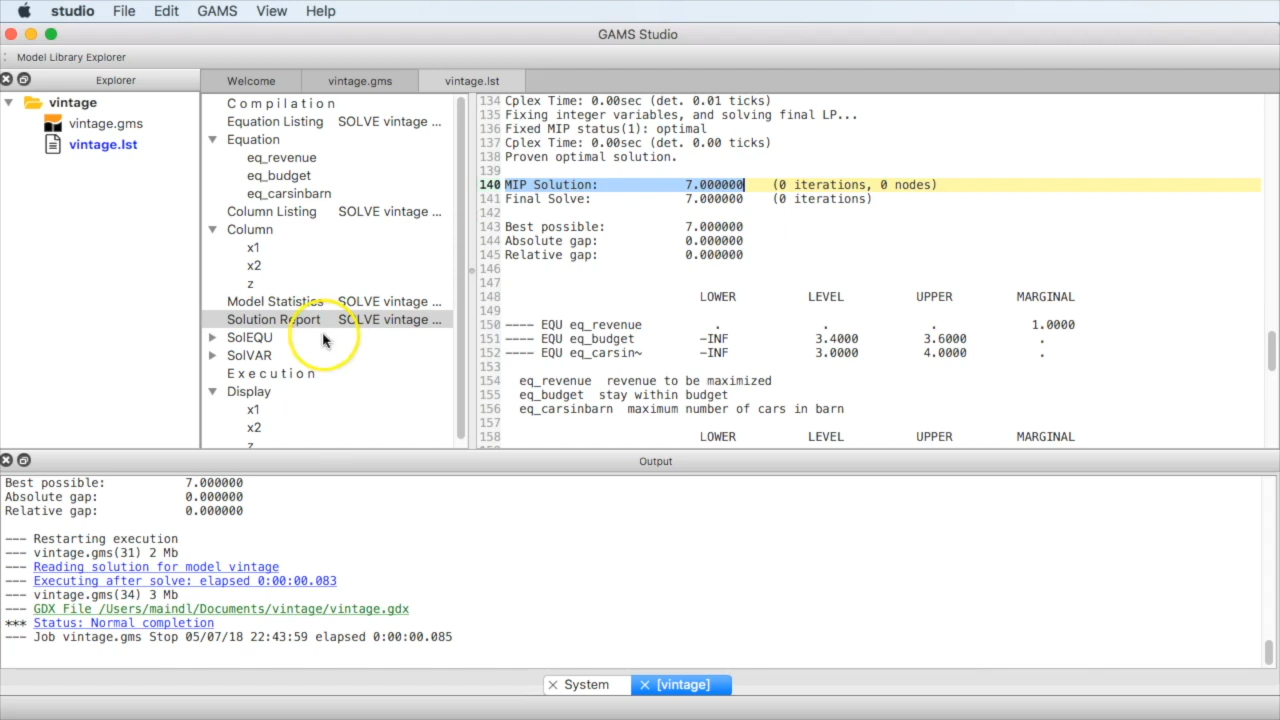 studio File Edit GAMS View Help
GAMS Studio
Model Library Explorer
Explorer
vintage
vintage.gms
vintage.lst
Welcome vintage.gms vintage.lst
Compilation
Equation Listing SOLVE vintage ...
Equation
eq_revenue
eq_budget
eq_carsinbarn
Column Listing SOLVE vintage ...
Column
x1
x2
z
Model Statistics SOLVE vintage ...
Solution Report SOLVE vintage ...
SolEQU
SolVAR
Execution
Display
x1
x2
z
134 Cplex Time: 0.00sec (det. 0.01 ticks)
135 Fixing integer variables, and solving final LP...
136 Fixed MIP status(1): optimal
137 Cplex Time: 0.00sec (det. 0.00 ticks)
138 Proven optimal solution.
139
140 MIP Solution: 7.000000 (0 iterations, 0 nodes)
141 Final Solve: 7.000000 (0 iterations)
142
143 Best possible: 7.000000
144 Absolute gap: 0.000000
145 Relative gap: 0.000000
146
147
148 LOWER LEVEL UPPER MARGINAL
149
150 ---- EQU eq_revenue . . . 1.0000
151 ---- EQU eq_budget -INF 3.4000 3.6000 .
152 ---- EQU eq_carsin~ -INF 3.0000 4.0000 .
153
154 eq_revenue revenue to be maximized
155 eq_budget stay within budget
156 eq_carsinbarn maximum number of cars in barn
157
158 LOWER LEVEL UPPER MARGINAL
Output
Best possible: 7.000000
Absolute gap: 0.000000
Relative gap: 0.000000
--- Restarting execution
--- vintage.gms(31) 2 Mb
--- Reading solution for model vintage
--- Executing after solve: elapsed 0:00:00.083
--- vintage.gms(34) 3 Mb
--- GDX File /Users/maindl/Documents/vintage/vintage.gdx
*** Status: Normal completion
--- Job vintage.gms Stop 05/07/18 22:43:59 elapsed 0:00:00.085
System [vintage]